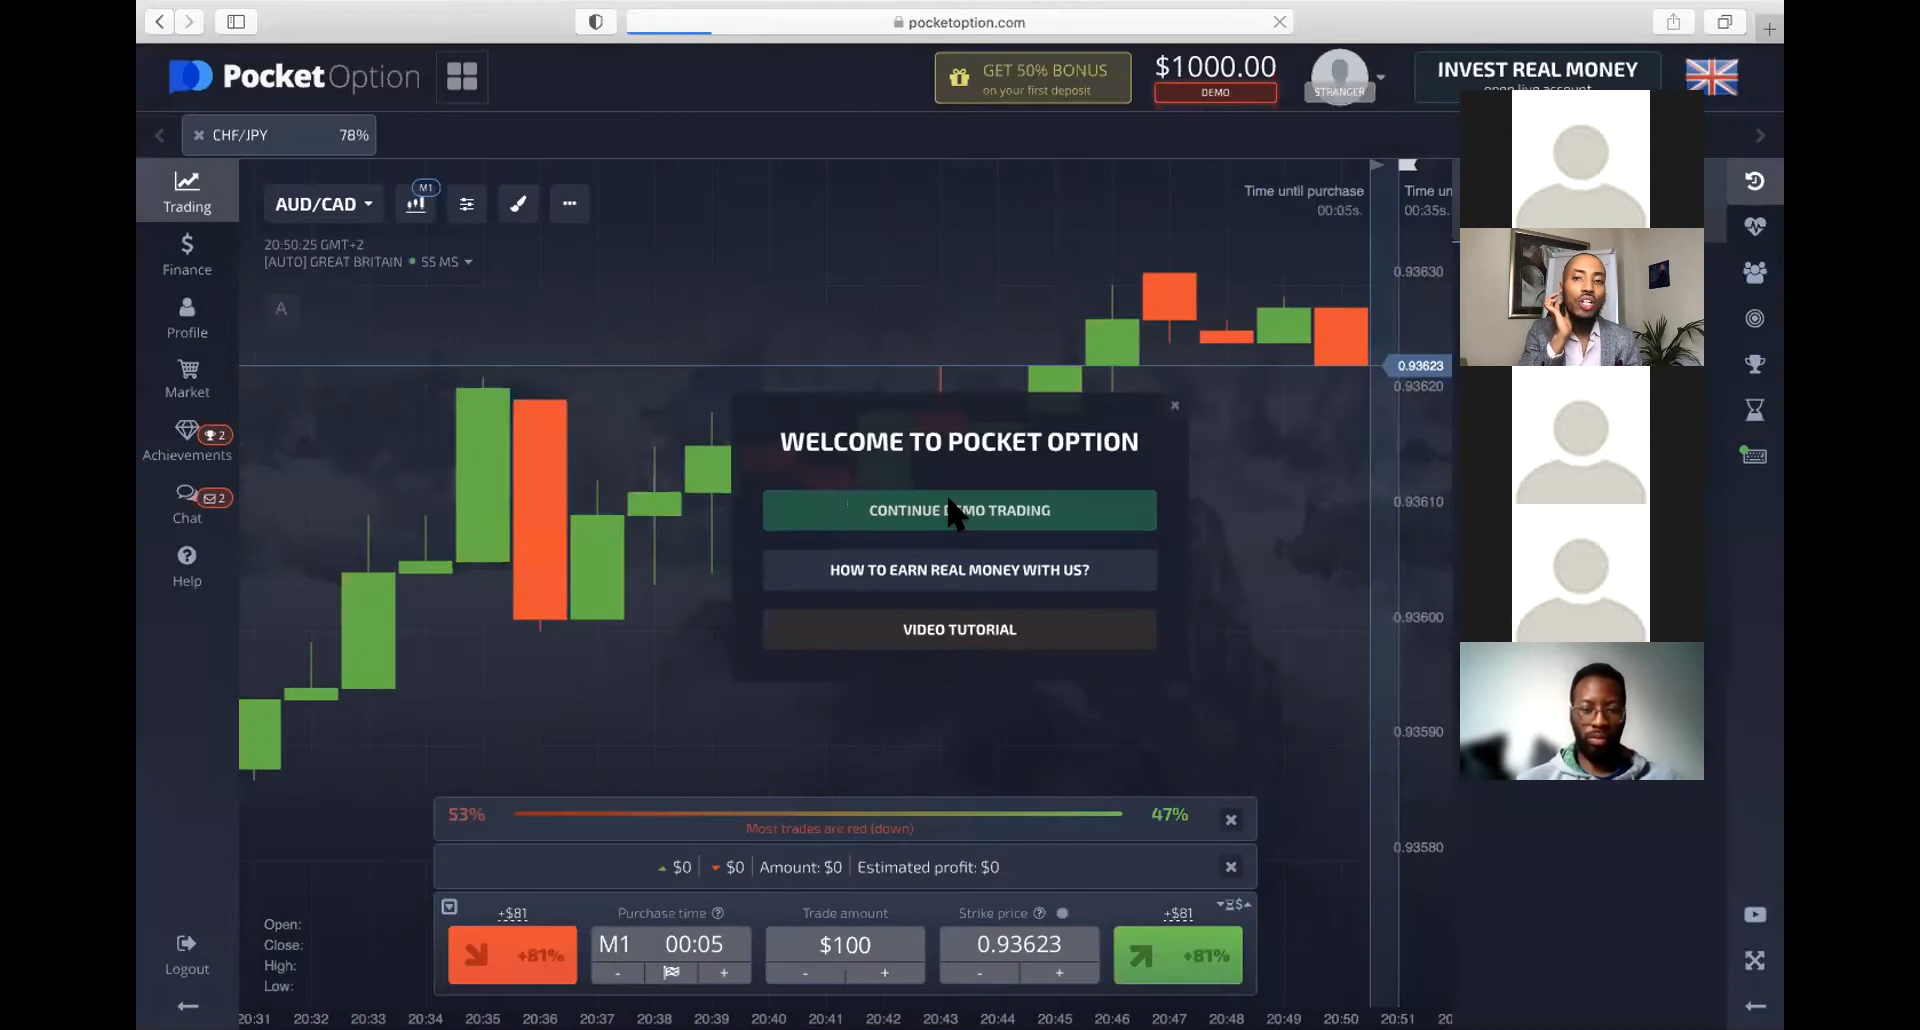 pocketoption.com
PocketOption
GET 50% BONUS
on your first deposit
$1000.00
DEMO
STRANGER
INVEST REAL MONEY
CHF/JPY 78%
Trading
Finance
Profile
Market
2
Achievements
2
Chat
Help
Logout
M1
AUD/CAD
20:50:25 GMT+2
[AUTO] GREAT BRITAIN 55 MS
A
Time until purchase
00:05s.
Time un
00:35s.
0.93630
0.93623
0.93620
0.93610
0.93600
0.93590
0.93580
WELCOME TO POCKET OPTION
CONTINUE DEMO TRADING
HOW TO EARN REAL MONEY WITH US?
VIDEO TUTORIAL
53% 47%
Most trades are red (down)
$0 $0 Amount: $0 Estimated profit: $0
+$81 Purchase time Trade amount Strike price +$81
+81% M1 00:05 $100 0.93623 +81%
- + - + - +
Open:
Close:
High:
Low:
20:31 20:32 20:33 20:34 20:35 20:36 20:37 20:38 20:39 20:40 20:41 20:42 20:43 20:44 20:45 20:46 20:47 20:48 20:49 20:50 20:51 20